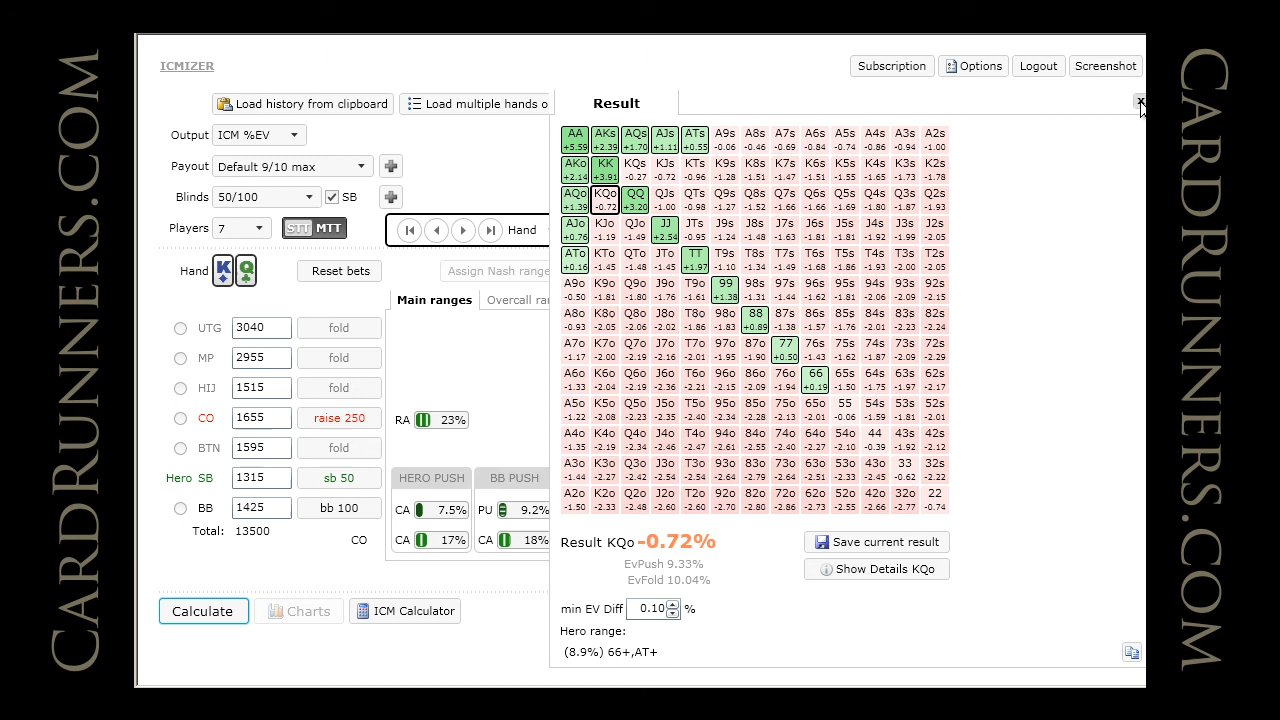 CARDRUNNERS.COM
ICMIZER
Subscription Options Logout Screenshot
Load history from clipboard Load multiple hands o
Result
x
Output ICM %EV
Payout Default 9/10 max
Blinds 50/100 SB
Players 7 STT MTT
Hand
Hand K Q Reset bets Assign Nash range
Main ranges Overcall rar
UTG 3040 fold
MP 2955 fold
HIJ 1515 fold
CO 1655 raise 250
RA 23%
BTN 1595 fold
Hero SB 1315 sb 50
HERO PUSH BB PUSH
BB 1425 bb 100
CA 7.5% PU 9.2%
Total: 13500
CO CA 17% CA 18%
Calculate Charts ICM Calculator
AA AKs AQs AJs ATs A9s A8s A7s A6s A5s A4s A3s A2s
+5.59 +2.39 +1.70 +1.11 +0.55 -0.06 -0.46 -0.69 -0.84 -0.74 -0.86 -0.94 -1.00
AKo KK KQs KJs KTs K9s K8s K7s K6s K5s K4s K3s K2s
+2.14 +3.91 -0.27 -0.72 -0.96 -1.28 -1.51 -1.47 -1.51 -1.65 -1.73 -1.78
AQo KQo QQ QJs QTs Q9s Q8s Q7s Q6s Q5s Q4s Q3s Q2s
+1.39 -0.72 +3.20 -1.00 -0.98 -1.27 -1.52 -1.66 -1.66 -1.79 -1.87 -1.93
AJo KJo QJo JJ JTs J9s J8s J7s J6s J5s J4s J3s J2s
+0.76 -1.19 -1.49 +2.54 -0.95 -1.24 -1.48 -1.63 -1.81 -1.81 -1.92 -1.99 -2.05
ATo KTo QTo JTo TT T9s T8s T7s T6s T5s T4s T3s T2s
+0.16 -1.45 -1.48 -1.45 +1.97 -1.10 -1.34 -1.49 -1.68 -1.86 -1.93 -2.00 -2.05
A9o K9o Q9o J9o T9o 99 98s 97s 96s 95s 94s 93s 92s
-0.50 -1.81 -1.80 -1.76 -1.61 +1.38 -1.31 -1.44 -1.62 -1.81 -2.06 -2.09 -2.15
A8o K8o Q8o J8o T8o 98o 88 87s 86s 85s 84s 83s 82s
-0.93 -2.05 -2.06 -2.02 -1.86 -1.83 +0.89 -1.38 -1.57 -1.76 -2.01 -2.23 -2.24
A7o K7o Q7o J7o T7o 97o 87o 77 76s 75s 74s 73s 72s
-1.17 -2.00 -2.19 -2.16 -2.01 -1.95 -1.90 +0.50 -1.43 -1.62 -1.87 -2.09 -2.29
A6o K6o Q6o J6o T6o 96o 86o 76o 66 65s 64s 63s 62s
-1.33 -2.04 -2.19 -2.36 -2.21 -2.15 -2.09 -1.94 +0.19 -1.50 -1.75 -1.97 -2.17
A5o K5o Q5o J5o T5o 95o 85o 75o 65o 55 54s 53s 52s
-1.22 -2.08 -2.23 -2.35 -2.40 -2.34 -2.28 -2.13 -2.01 -0.06 -1.59 -1.81 -2.01
A4o K4o Q4o J4o T4o 94o 84o 74o 64o 54o 44 43s 42s
-1.35 -2.19 -2.34 -2.46 -2.47 -2.60 -2.54 -2.40 -2.27 -2.10 -0.39 -1.92 -2.12
A3o K3o Q3o J3o T3o 93o 83o 73o 63o 53o 43o 33 32s
-1.44 -2.27 -2.42 -2.54 -2.54 -2.64 -2.79 -2.64 -2.51 -2.33 -2.45 -0.62 -2.22
A2o K2o Q2o J2o T2o 92o 82o 72o 62o 52o 42o 32o 22
-1.50 -2.33 -2.48 -2.60 -2.60 -2.70 -2.80 -2.86 -2.73 -2.55 -2.66 -2.77 -0.74
Result KQo -0.72%
Save current result
EvPush 9.33%
Show Details KQo
EvFold 10.04%
min EV Diff 0.10 %
Hero range:
(8.9%) 66+,AT+
CARDRUNNERS.COM